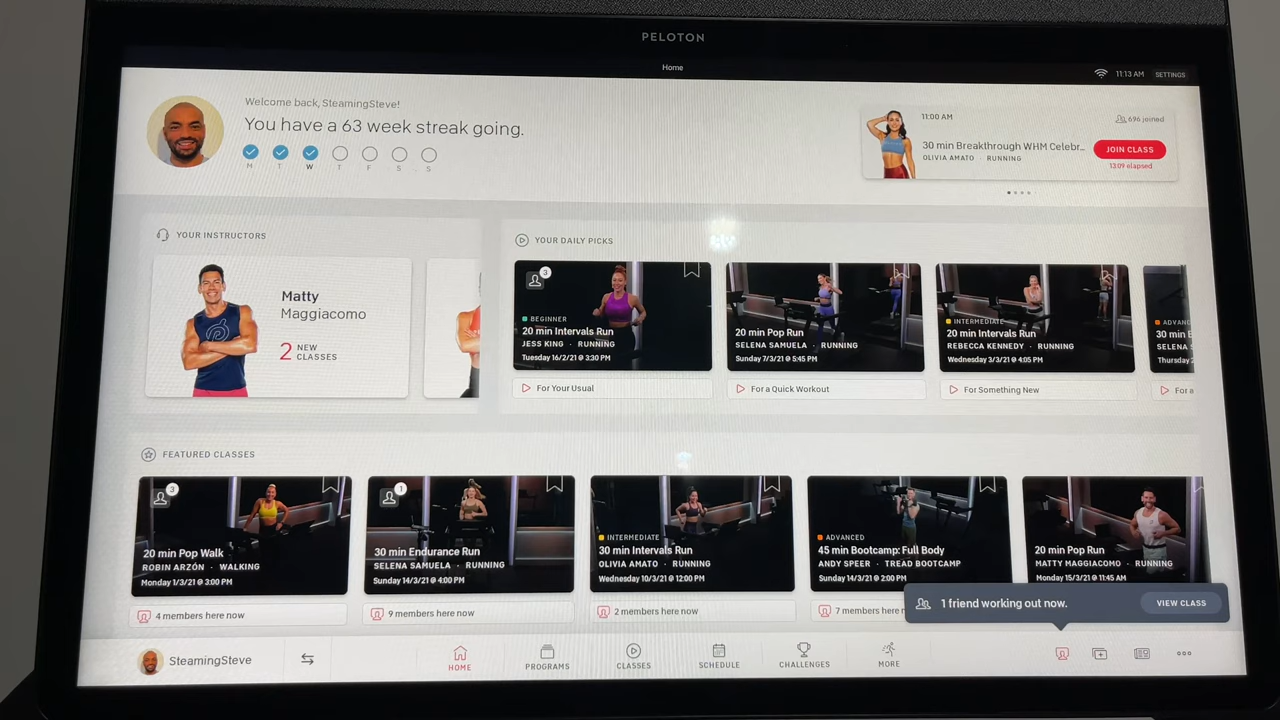 PELOTON
Home
11:13 AM SETTINGS
Welcome back, SteamingSteve!
You have a 63 week streak going.
M T W T F S S
11:00 AM
696 joined
30 min Breakthrough WHM Celebr...
OLIVIA AMATO · RUNNING
JOIN CLASS
13:09 elapsed
YOUR INSTRUCTORS
Matty
Maggiacomo
2 NEW
CLASSES
YOUR DAILY PICKS
3
BEGINNER
20 min Intervals Run
JESS KING · RUNNING
Tuesday 16/2/21 @ 3:30 PM
For Your Usual
20 min Pop Run
SELENA SAMUELA · RUNNING
Sunday 7/3/21 @ 5:45 PM
For a Quick Workout
INTERMEDIATE
20 min Intervals Run
REBECCA KENNEDY · RUNNING
Wednesday 3/3/21 @ 4:05 PM
For Something New
ADVANC
30 min E
SELENA S
Thursday
For a
FEATURED CLASSES
3
20 min Pop Walk
ROBIN ARZÓN · WALKING
Monday 1/3/21 @ 3:00 PM
4 members here now
1
30 min Endurance Run
SELENA SAMUELA · RUNNING
Sunday 14/3/21 @ 4:00 PM
9 members here now
INTERMEDIATE
30 min Intervals Run
OLIVIA AMATO · RUNNING
Wednesday 10/3/21 @ 12:00 PM
2 members here now
ADVANCED
45 min Bootcamp: Full Body
ANDY SPEER · TREAD BOOTCAMP
Sunday 14/3/21 @ 2:00 PM
7 members here n
20 min Pop Run
MATTY MAGGIACOMO · RUNNING
Monday 15/3/21 @ 11:45 AM
1 friend working out now.
VIEW CLASS
SteamingSteve
HOME
PROGRAMS
CLASSES
SCHEDULE
CHALLENGES
MORE